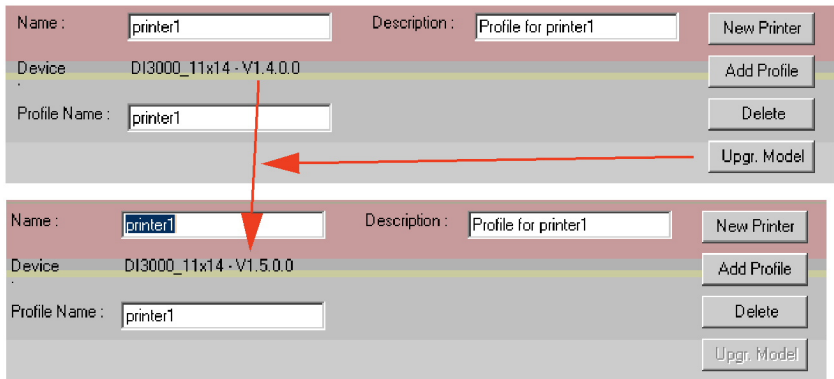 Name : printer1 Description : Profile for printer1 New Printer
Device DI3000_11x14 - V1.4.0.0 Add Profile
:
Profile Name : printer1 Delete
Upgr. Model
Name : printer1 Description : Profile for printer1 New Printer
Device DI3000_11x14 - V1.5.0.0 Add Profile
:
Profile Name : printer1 Delete
Upgr. Model